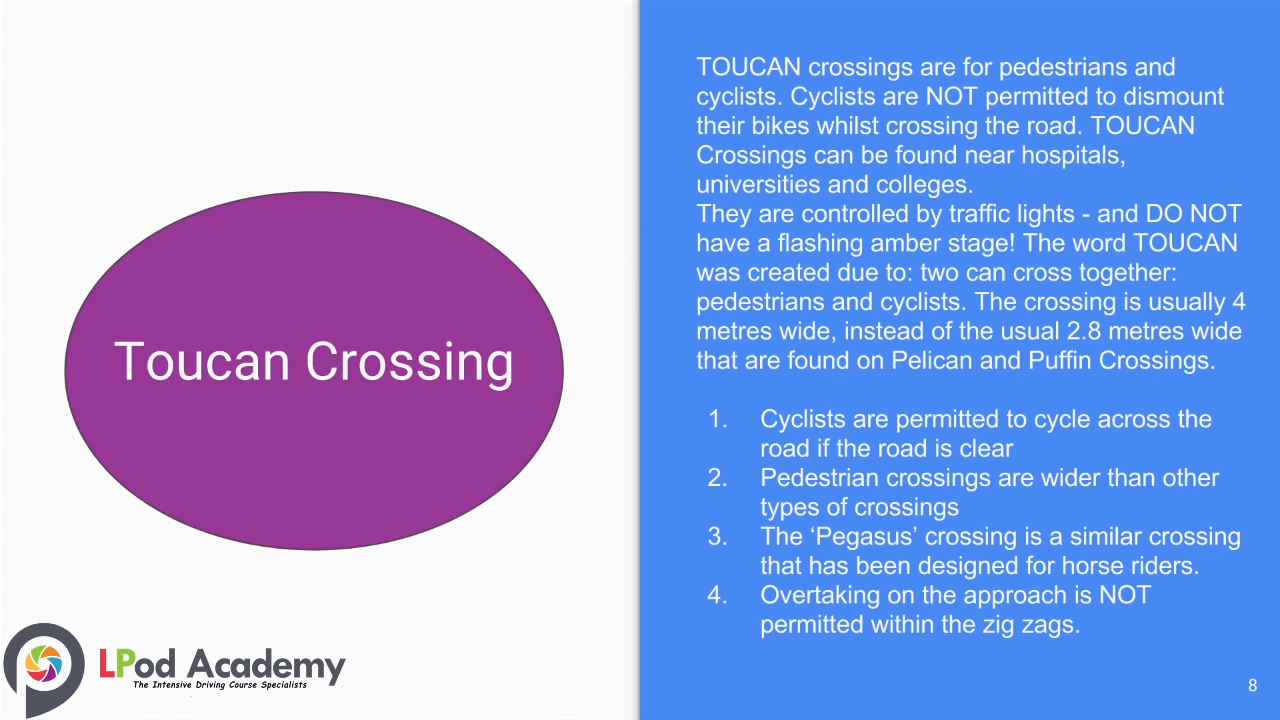 Toucan Crossing
TOUCAN crossings are for pedestrians and
cyclists. Cyclists are NOT permitted to dismount
their bikes whilst crossing the road. TOUCAN
Crossings can be found near hospitals,
universities and colleges.
They are controlled by traffic lights - and DO NOT
have a flashing amber stage! The word TOUCAN
was created due to: two can cross together:
pedestrians and cyclists. The crossing is usually 4
metres wide, instead of the usual 2.8 metres wide
that are found on Pelican and Puffin Crossings.
1. Cyclists are permitted to cycle across the
road if the road is clear
2. Pedestrian crossings are wider than other
types of crossings
3. The ‘Pegasus’ crossing is a similar crossing
that has been designed for horse riders.
4. Overtaking on the approach is NOT
permitted within the zig zags.
LPod Academy
The Intensive Driving Course Specialists
8